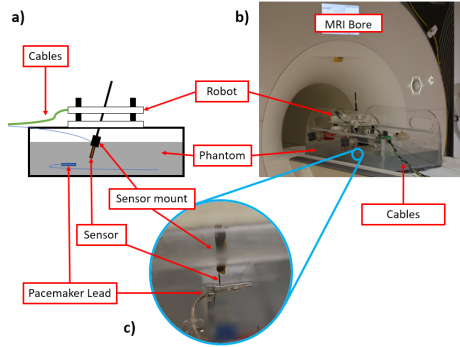 a)
b)
MRI Bore
Cables
Robot
Phantom
Sensor mount
Cables
Sensor
Pacemaker Lead
c)